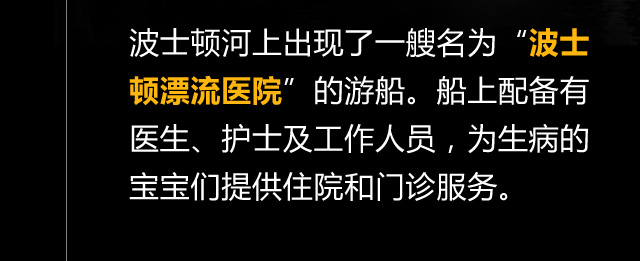 波士顿河上出现了一艘名为“波士
顿漂流医院”的游船。船上配备有
医生、护士及工作人员，为生病的
宝宝们提供住院和门诊服务。